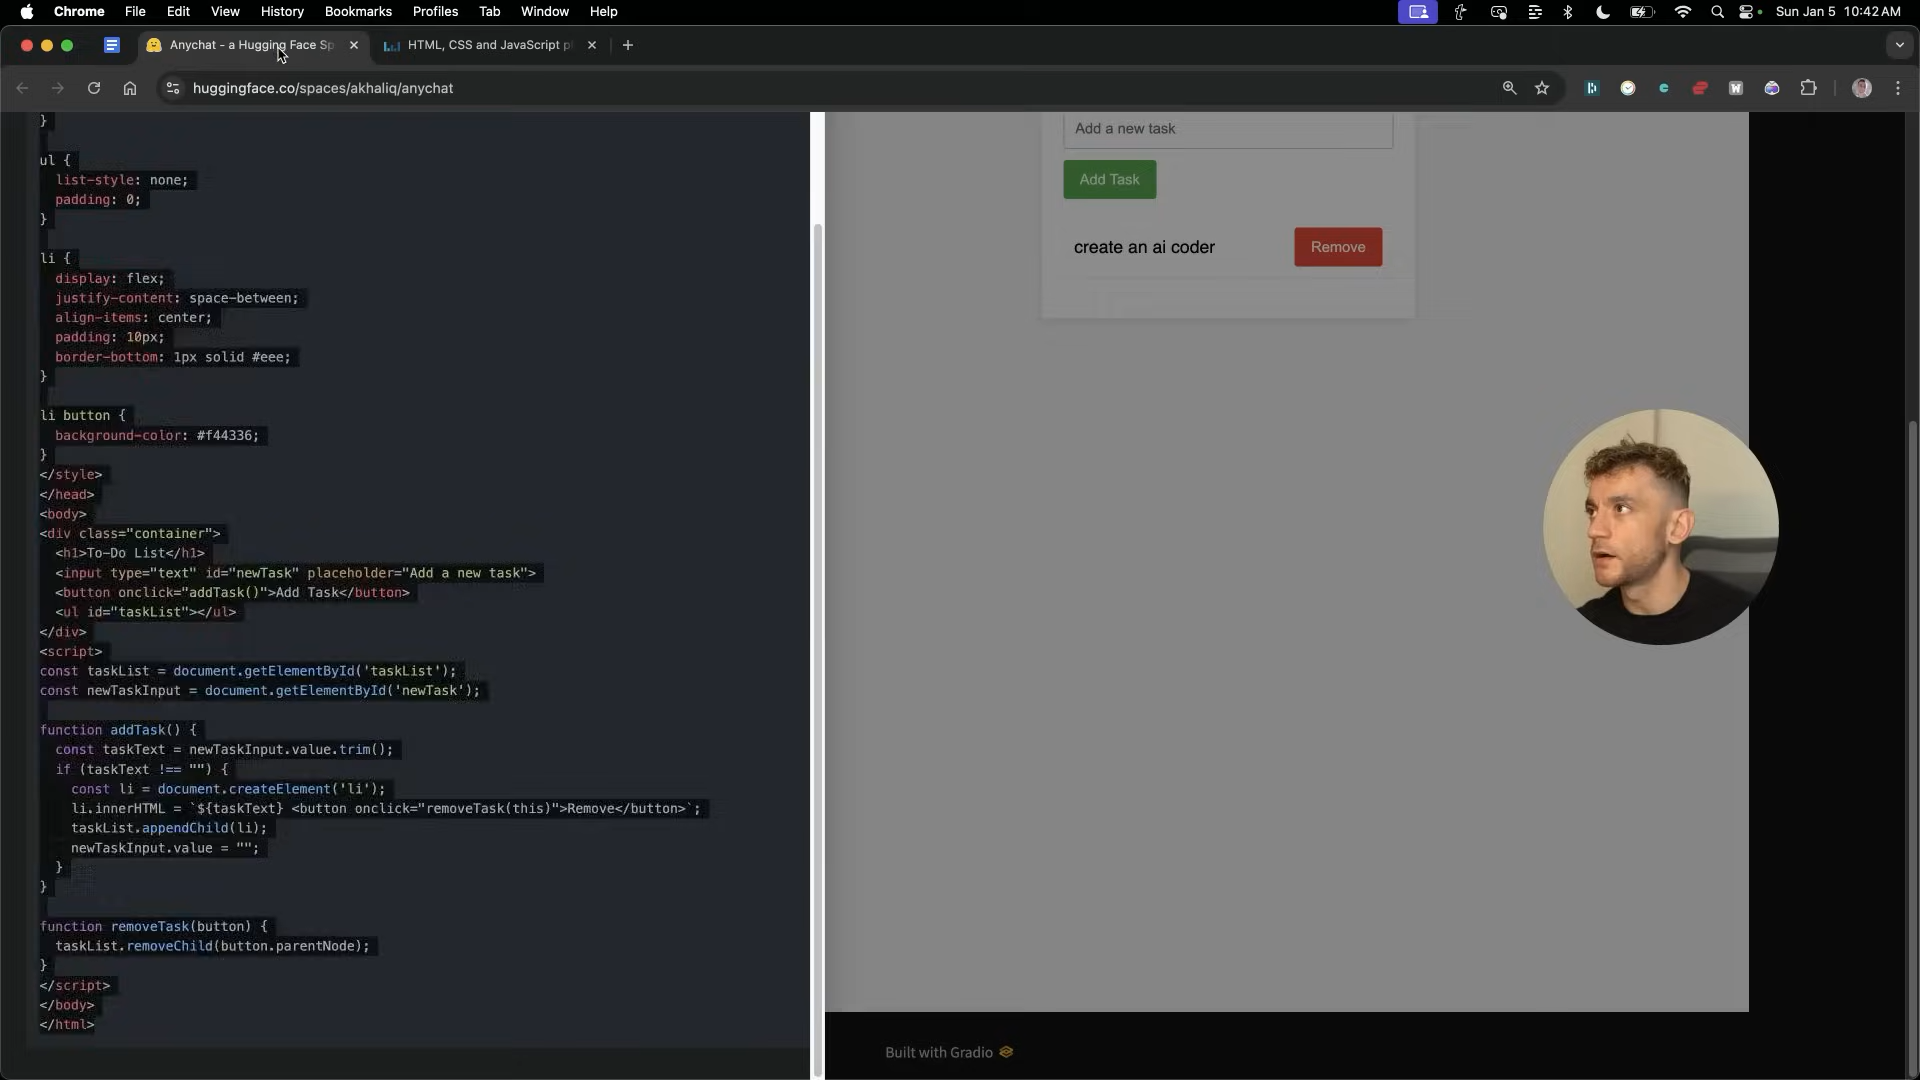 Chrome File Edit View History Bookmarks Profiles Tab Window Help Sun Jan 5 10:42 AM
Anychat - a Hugging Face Sp HTML, CSS and JavaScript pl
huggingface.co/spaces/akhaliq/anychat
}
ul {
list-style: none;
padding: 0;
}
li {
display: flex;
justify-content: space-between;
align-items: center;
padding: 10px;
border-bottom: 1px solid #eee;
}
li button {
background-color: #f44336;
}
</style>
</head>
<body>
<div class="container">
<h1>To-Do List</h1>
<input type="text" id="newTask" placeholder="Add a new task">
<button onclick="addTask()">Add Task</button>
<ul id="taskList"></ul>
</div>
<script>
const taskList = document.getElementById('taskList');
const newTaskInput = document.getElementById('newTask');
function addTask() {
const taskText = newTaskInput.value.trim();
if (taskText !== "") {
const li = document.createElement('li');
li.innerHTML = `${taskText} <button onclick="removeTask(this)">Remove</button>`;
taskList.appendChild(li);
newTaskInput.value = "";
}
}
function removeTask(button) {
taskList.removeChild(button.parentNode);
}
</script>
</body>
</html>
Add a new task
Add Task
create an ai coder Remove
Built with Gradio